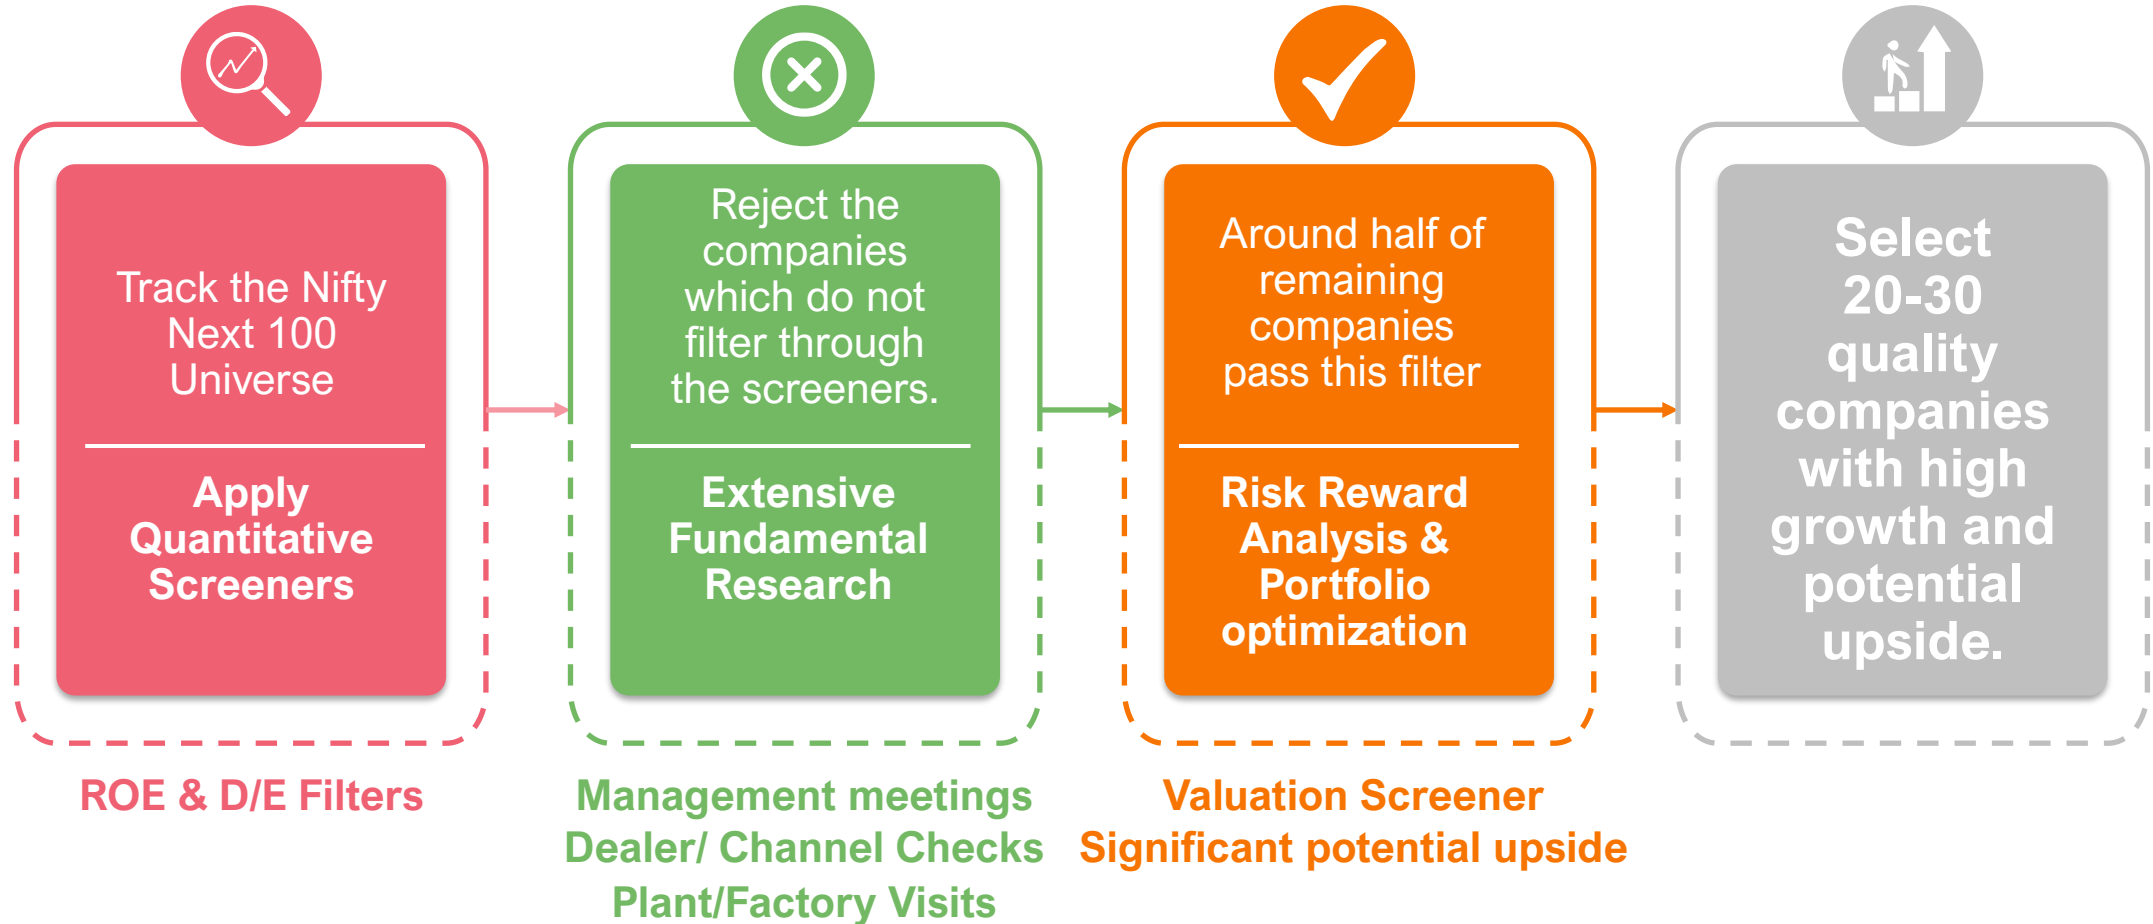 Track the Nifty
Next 100
Universe
Apply
Quantitative
Screeners
ROE & D/E Filters
Reject the
companies
which do not
filter through
the screeners.
Extensive
Fundamental
Research
Management meetings
Dealer/ Channel Checks
Plant/Factory Visits
Around half of
remaining
companies
pass this filter
Risk Reward
Analysis &
Portfolio
optimization
Valuation Screener
Significant potential upside
Select
20-30
quality
companies
with high
growth and
potential
upside.